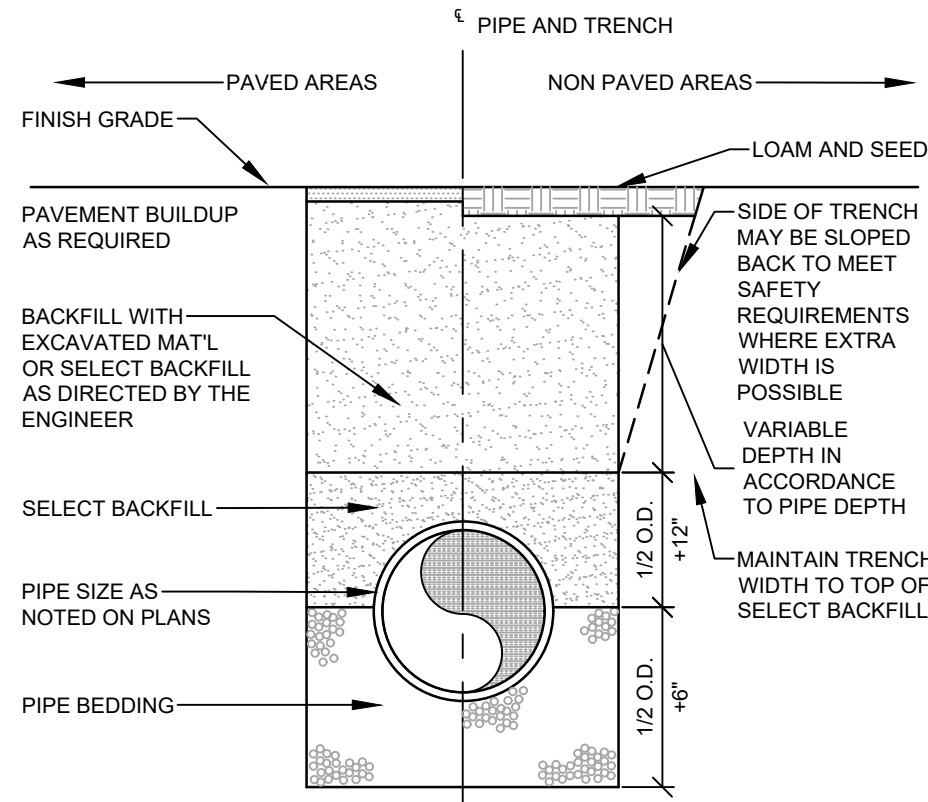 ℄ PIPE AND TRENCH
PAVED AREAS
NON PAVED AREAS
FINISH GRADE
LOAM AND SEED
PAVEMENT BUILDUP
AS REQUIRED
SIDE OF TRENCH
MAY BE SLOPED
BACK TO MEET
SAFETY
REQUIREMENTS
WHERE EXTRA
WIDTH IS
POSSIBLE
BACKFILL WITH
EXCAVATED MAT'L
OR SELECT BACKFILL
AS DIRECTED BY THE
ENGINEER
VARIABLE
DEPTH IN
ACCORDANCE
TO PIPE DEPTH
SELECT BACKFILL
1/2 O.D.
+12"
MAINTAIN TRENCH
WIDTH TO TOP OF
SELECT BACKFILL
PIPE SIZE AS
NOTED ON PLANS
PIPE BEDDING
1/2 O.D.
+6"